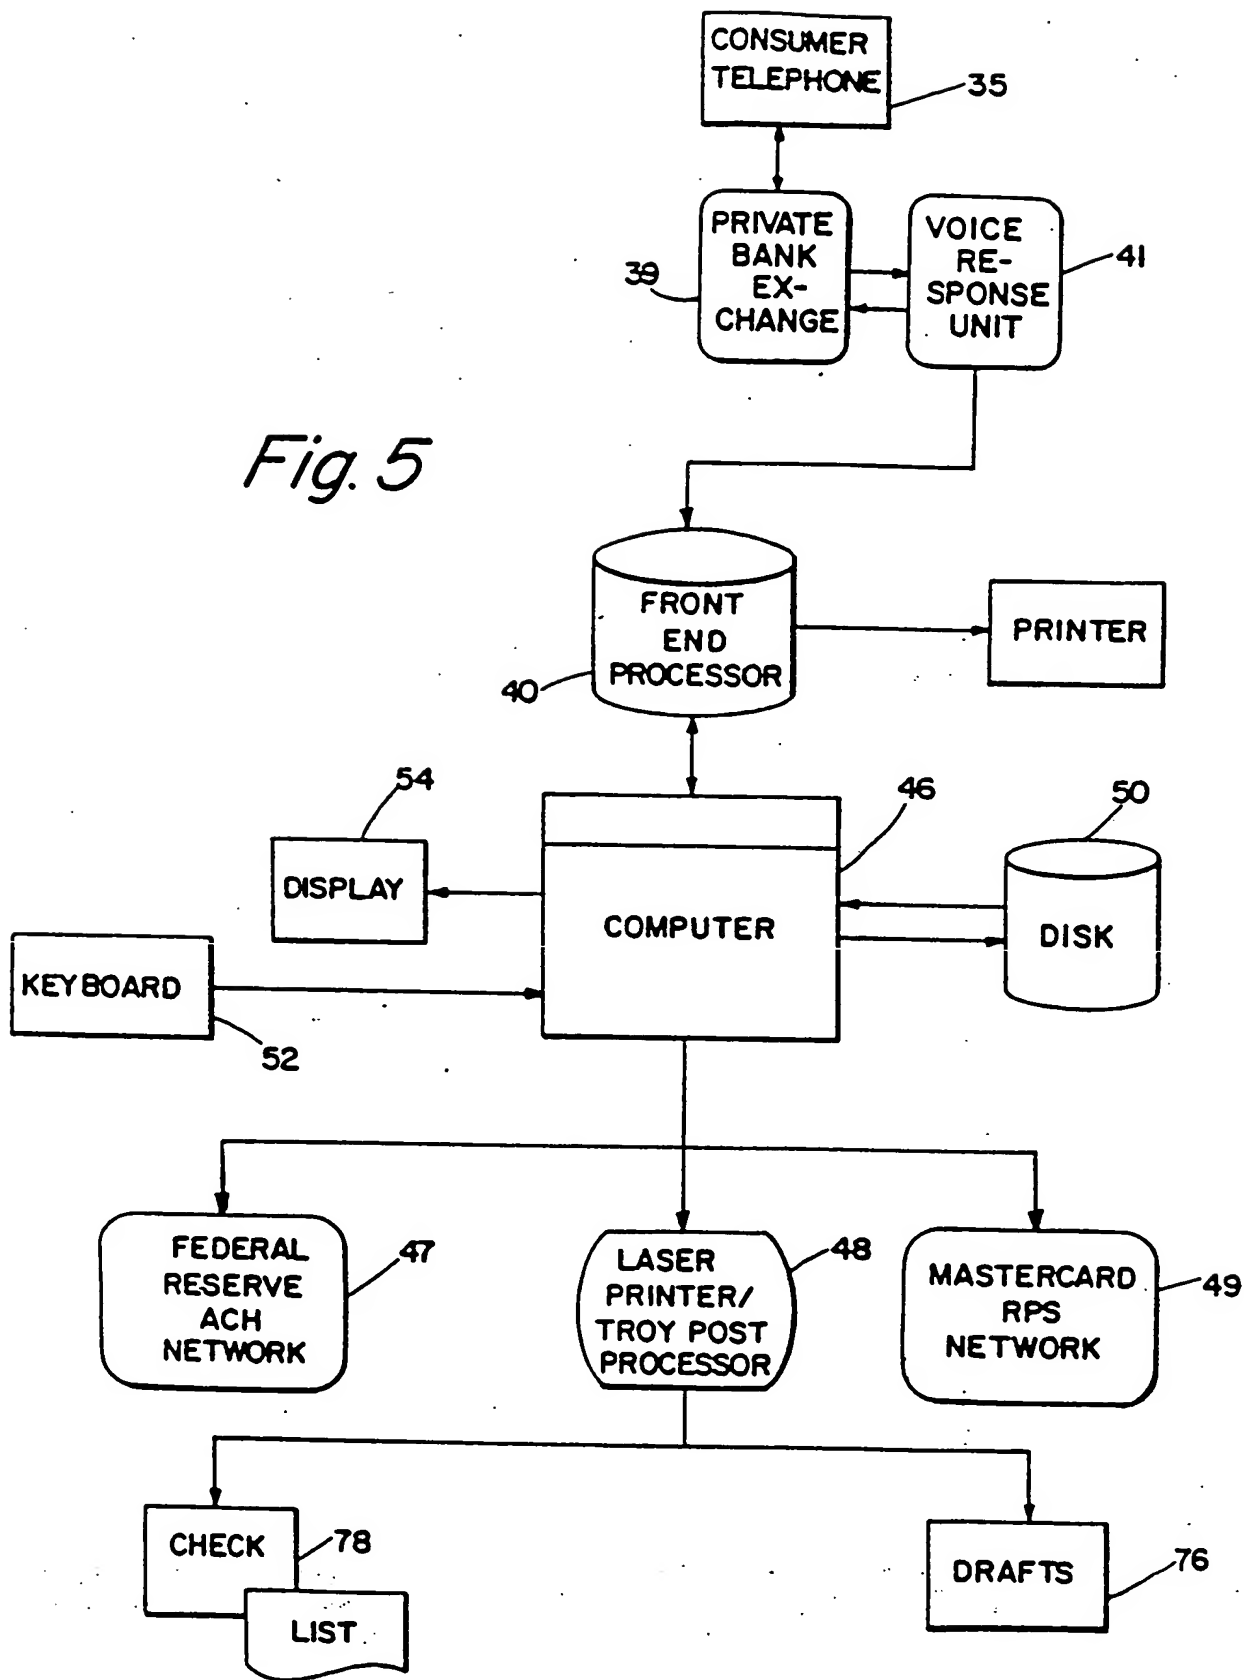 CONSUMER
TELEPHONE
35
PRIVATE
BANK
EX-
CHANGE
39
VOICE
RE-
SPONSE
UNIT
41
Fig. 5
FRONT
END
PROCESSOR
40
PRINTER
54
DISPLAY
46
COMPUTER
50
DISK
KEYBOARD
52
FEDERAL
RESERVE
ACH
NETWORK
47
LASER
PRINTER/
TROY POST
PROCESSOR
48
MASTERCARD
RPS
NETWORK
49
CHECK
78
LIST
DRAFTS
76